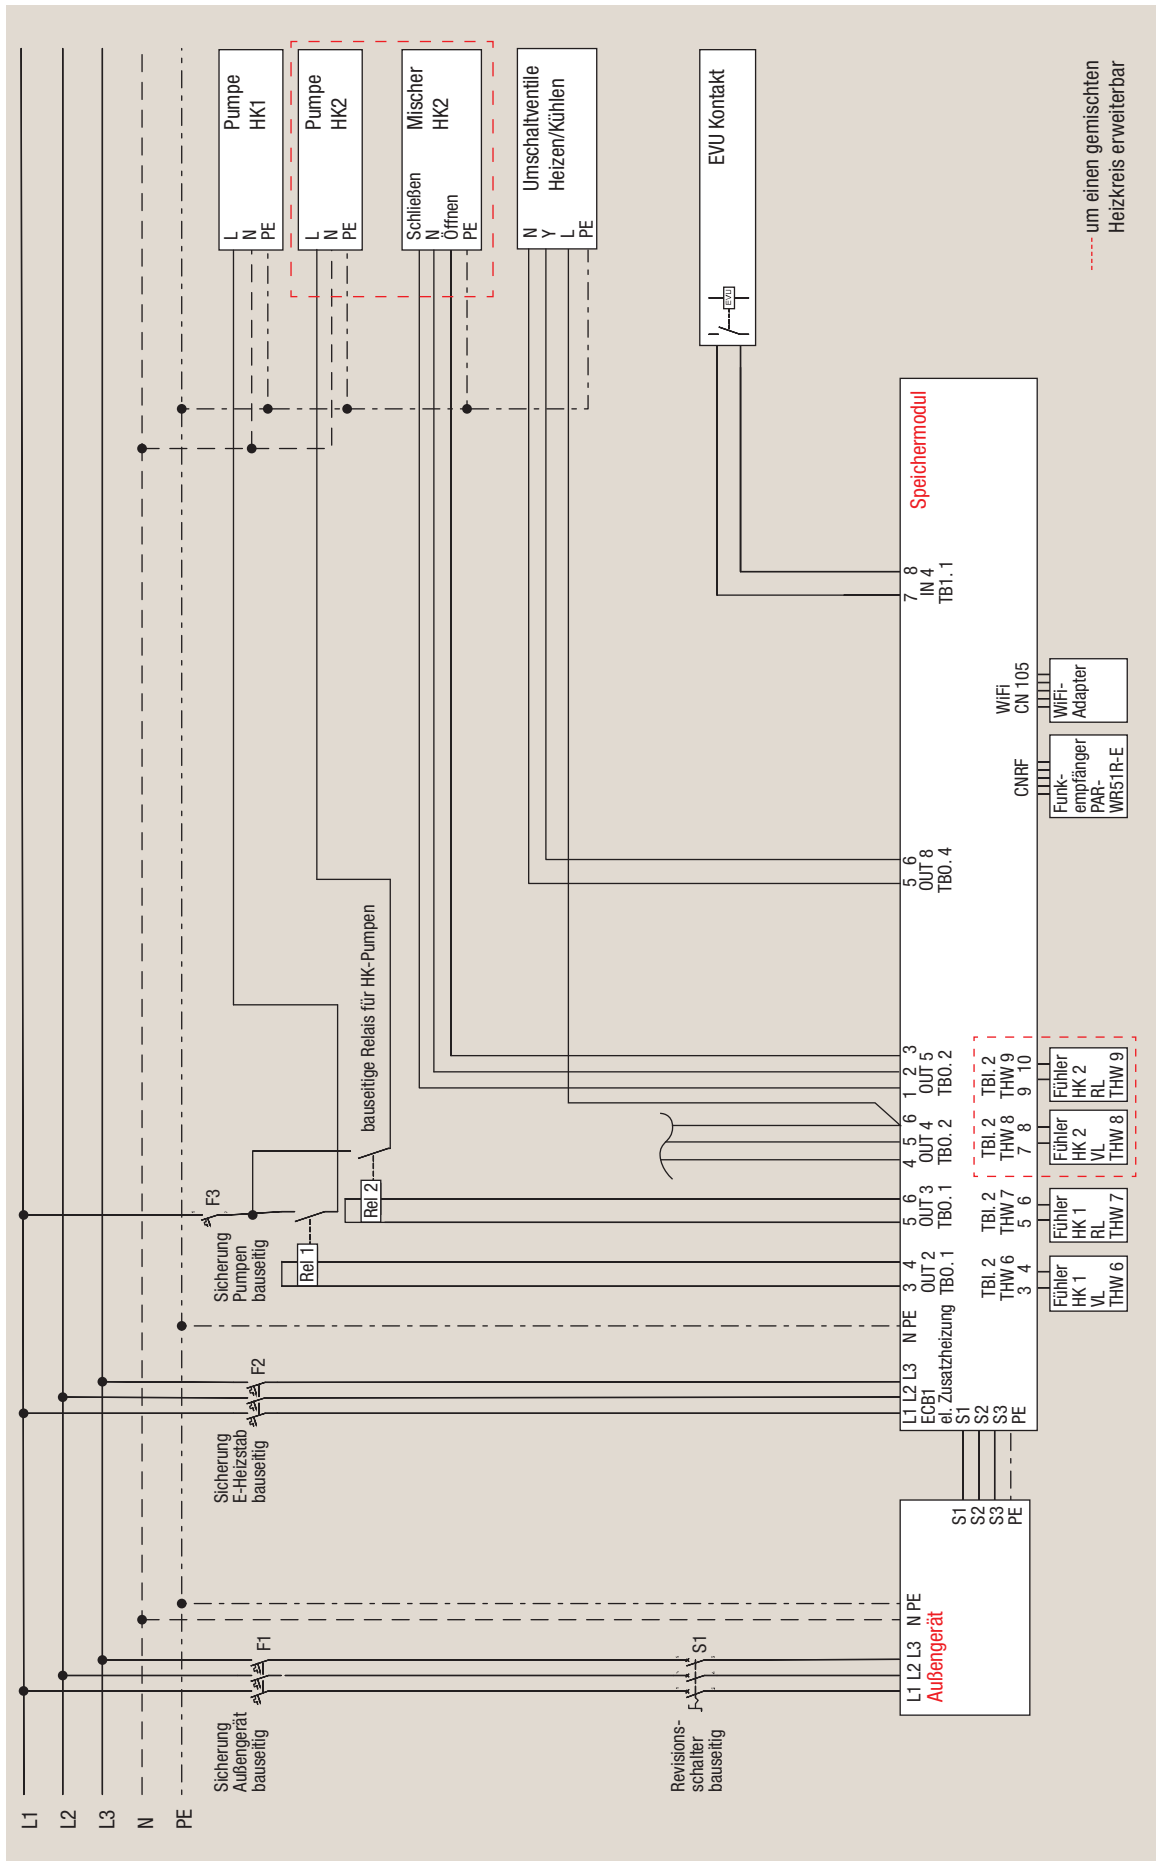 L1
L2
L3
N
PE
Sicherung
Außengerät
bauseitig
F1
Revisions-
schalter
bauseitig
S1
L1 L2 L3
N PE
Außengerät
S1
S2
S3
PE
Sicherung
E-Heizstab
bauseitig
F2
Sicherung
Pumpen
bauseitig
F3
Rel 1
Rel 2
bauseitige Relais für HK-Pumpen
Pumpe
HK1
L
N
PE
Pumpe
HK2
L
N
PE
Mischer
HK2
Schließen
N
Öffnen
PE
Umschaltventile
Heizen/Kühlen
N
Y
L
PE
EVU Kontakt
EVU
um einen gemischten
Heizkreis erweiterbar
Speichermodul
L1 L2 L3
N PE
ECB1
el. Zusatzheizung
S1
S2
S3
PE
3 4
OUT 2
TBO. 1
5 6
OUT 3
TBO. 1
4 5 6
OUT 4
TBO. 2
1 2 3
OUT 5
TBO. 2
5 6
OUT 8
TBO. 4
7 8
IN 4
TB1. 1
TBI. 2
THW 6
3 4
TBI. 2
THW 7
5 6
TBI. 2
THW 8
7 8
TBI. 2
THW 9
9 10
CNRF
WiFi
CN 105
Fühler
HK 1
VL
THW 6
Fühler
HK 1
RL
THW 7
Fühler
HK 2
VL
THW 8
Fühler
HK 2
RL
THW 9
Funk-
empfänger
PAR-
WR51R-E
WiFi-
Adapter